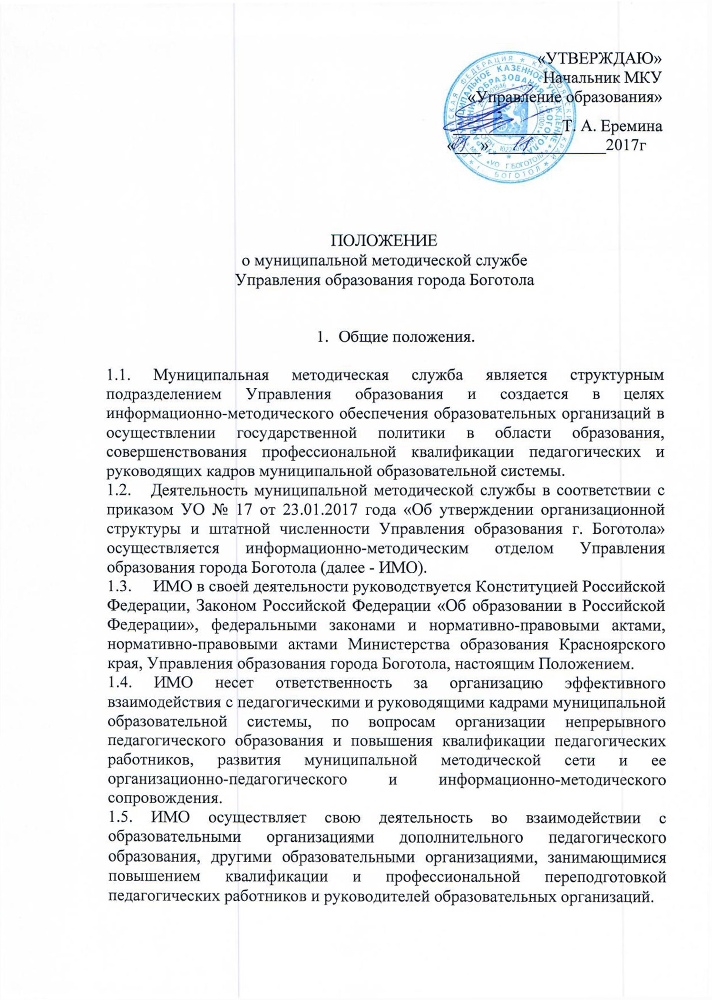 «УТВЕРЖДАЮ»
Начальник МКУ
«Управление образования»
Т. А. Еремина
«__»______________2017г
ПОЛОЖЕНИЕ
о муниципальной методической службе
Управления образования города Боготола
1. Общие положения.
1.1. Муниципальная методическая служба является структурным
подразделением Управления образования и создается в целях
информационно-методического обеспечения образовательных организаций в
осуществлении государственной политики в области образования,
совершенствования профессиональной квалификации педагогических и
руководящих кадров муниципальной образовательной системы.
1.2. Деятельность муниципальной методической службы в соответствии с
приказом УО № 17 от 23.01.2017 года «Об утверждении организационной
структуры и штатной численности Управления образования г. Боготола»
осуществляется информационно-методическим отделом Управления
образования города Боготола (далее - ИМО).
1.3. ИМО в своей деятельности руководствуется Конституцией Российской
Федерации, Законом Российской Федерации «Об образовании в Российской
Федерации», федеральными законами и нормативно-правовыми актами,
нормативно-правовыми актами Министерства образования Красноярского
края, Управления образования города Боготола, настоящим Положением.
1.4. ИМО несет ответственность за организацию эффективного
взаимодействия с педагогическими и руководящими кадрами муниципальной
образовательной системы, по вопросам организации непрерывного
педагогического образования и повышения квалификации педагогических
работников, развития муниципальной методической сети и ее
организационно-педагогического и информационно-методического
сопровождения.
1.5. ИМО осуществляет свою деятельность во взаимодействии с
образовательными организациями дополнительного педагогического
образования, другими образовательными организациями, занимающимися
повышением квалификации и профессиональной переподготовкой
педагогических работников и руководителей образовательных организаций.